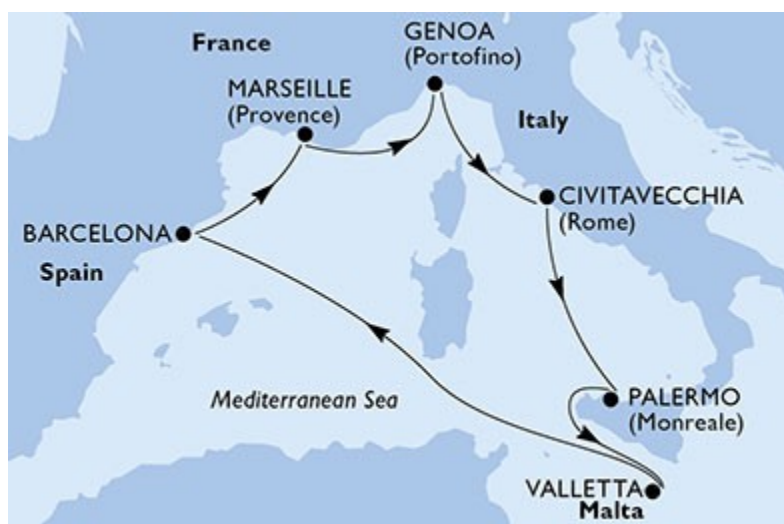 France
GENOA
(Portofino)
MARSEILLE
(Provence)
Italy
CIVITAVECCHIA
(Rome)
BARCELONA
Spain
Mediterranean Sea
PALERMO
(Monreale)
VALLETTA
Malta